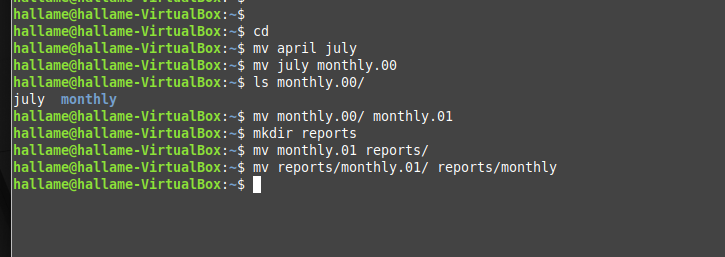 hallame@hallame-VirtualBox:~$
hallame@hallame-VirtualBox:~$
hallame@hallame-VirtualBox:~$ cd
hallame@hallame-VirtualBox:~$ mv april july
hallame@hallame-VirtualBox:~$ mv july monthly.00
hallame@hallame-VirtualBox:~$ ls monthly.00/
july  monthly
hallame@hallame-VirtualBox:~$ mv monthly.00/ monthly.01
hallame@hallame-VirtualBox:~$ mkdir reports
hallame@hallame-VirtualBox:~$ mv monthly.01 reports/
hallame@hallame-VirtualBox:~$ mv reports/monthly.01/ reports/monthly
hallame@hallame-VirtualBox:~$